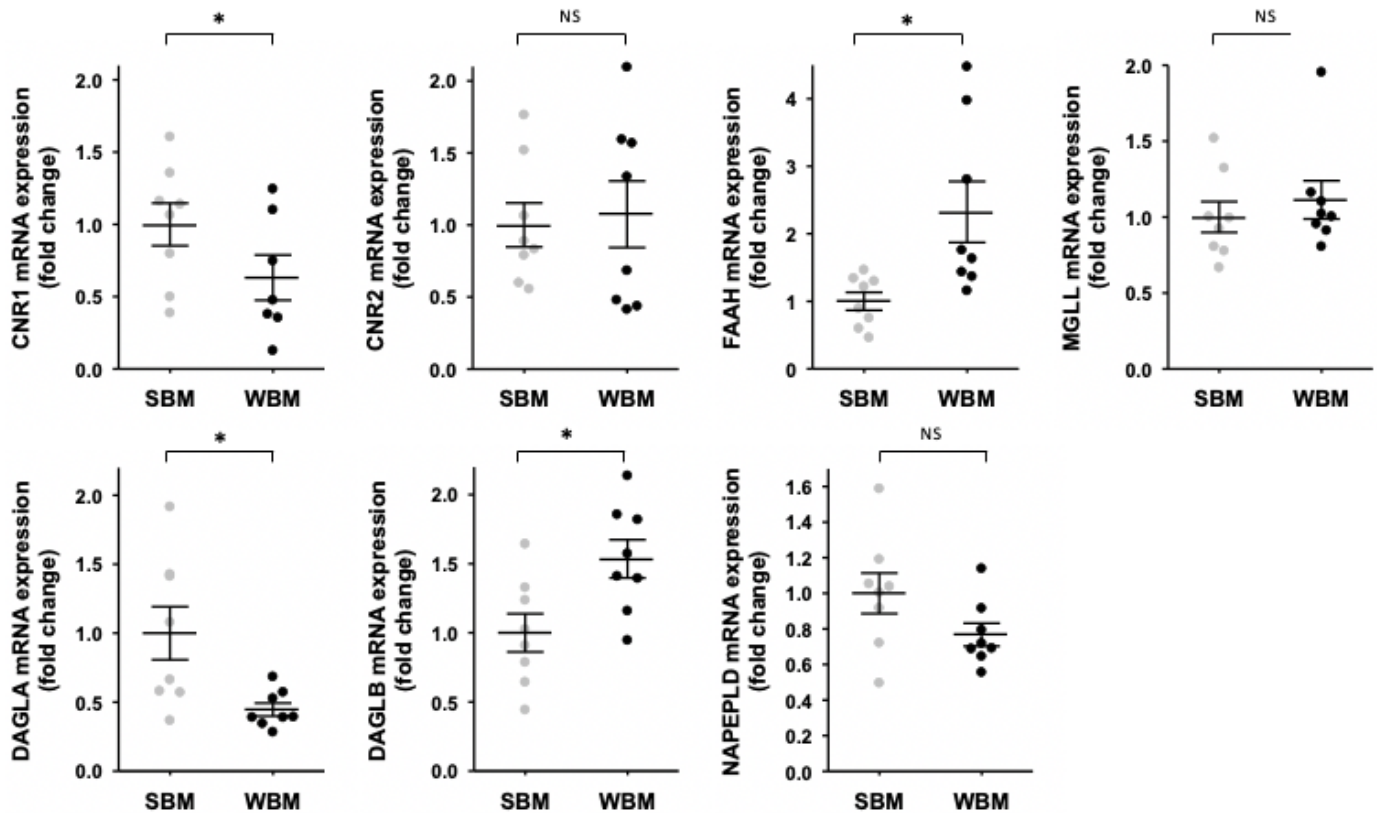 *
NS
*
NS
CNR1 mRNA expression
(fold change)
2.0
1.5
1.0
0.5
0.0
SBM WBM
CNR2 mRNA expression
(fold change)
2.0
1.5
1.0
0.5
0.0
SBM WBM
FAAH mRNA expression
(fold change)
4
3
2
1
0
SBM WBM
MGLL mRNA expression
(fold change)
2.0
1.5
1.0
0.5
0.0
SBM WBM
*
*
NS
DAGLA mRNA expression
(fold change)
2.0
1.5
1.0
0.5
0.0
SBM WBM
DAGLB mRNA expression
(fold change)
2.0
1.5
1.0
0.5
0.0
SBM WBM
NAPEPLD mRNA expression
(fold change)
1.6
1.4
1.2
1.0
0.8
0.6
0.4
0.2
0.0
SBM WBM